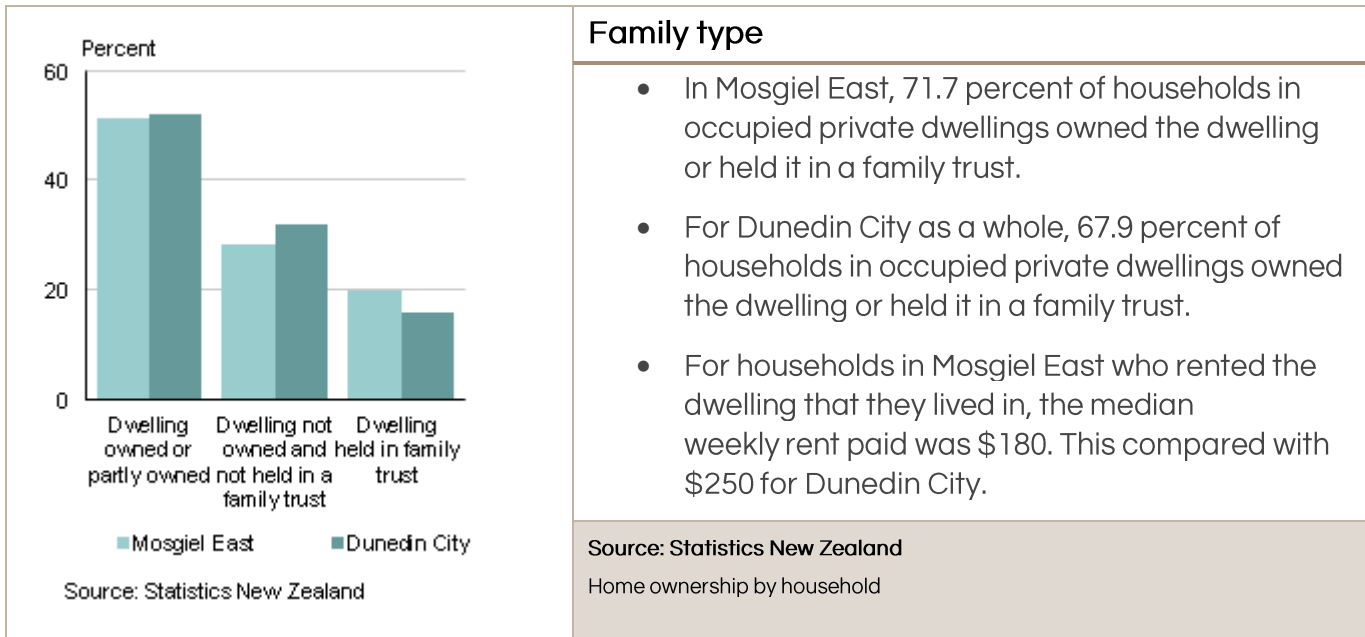 Percent
60
40
20
0
Dwelling owned or partly owned
Dwelling not owned and not held in a family trust
Dwelling held in family trust
Mosgiel East
Dunedin City
Source: Statistics New Zealand
Family type
• In Mosgiel East, 71.7 percent of households in
occupied private dwellings owned the dwelling
or held it in a family trust.
• For Dunedin City as a whole, 67.9 percent of
households in occupied private dwellings owned
the dwelling or held it in a family trust.
• For households in Mosgiel East who rented the
dwelling that they lived in, the median
weekly rent paid was $180. This compared with
$250 for Dunedin City.
Source: Statistics New Zealand
Home ownership by household